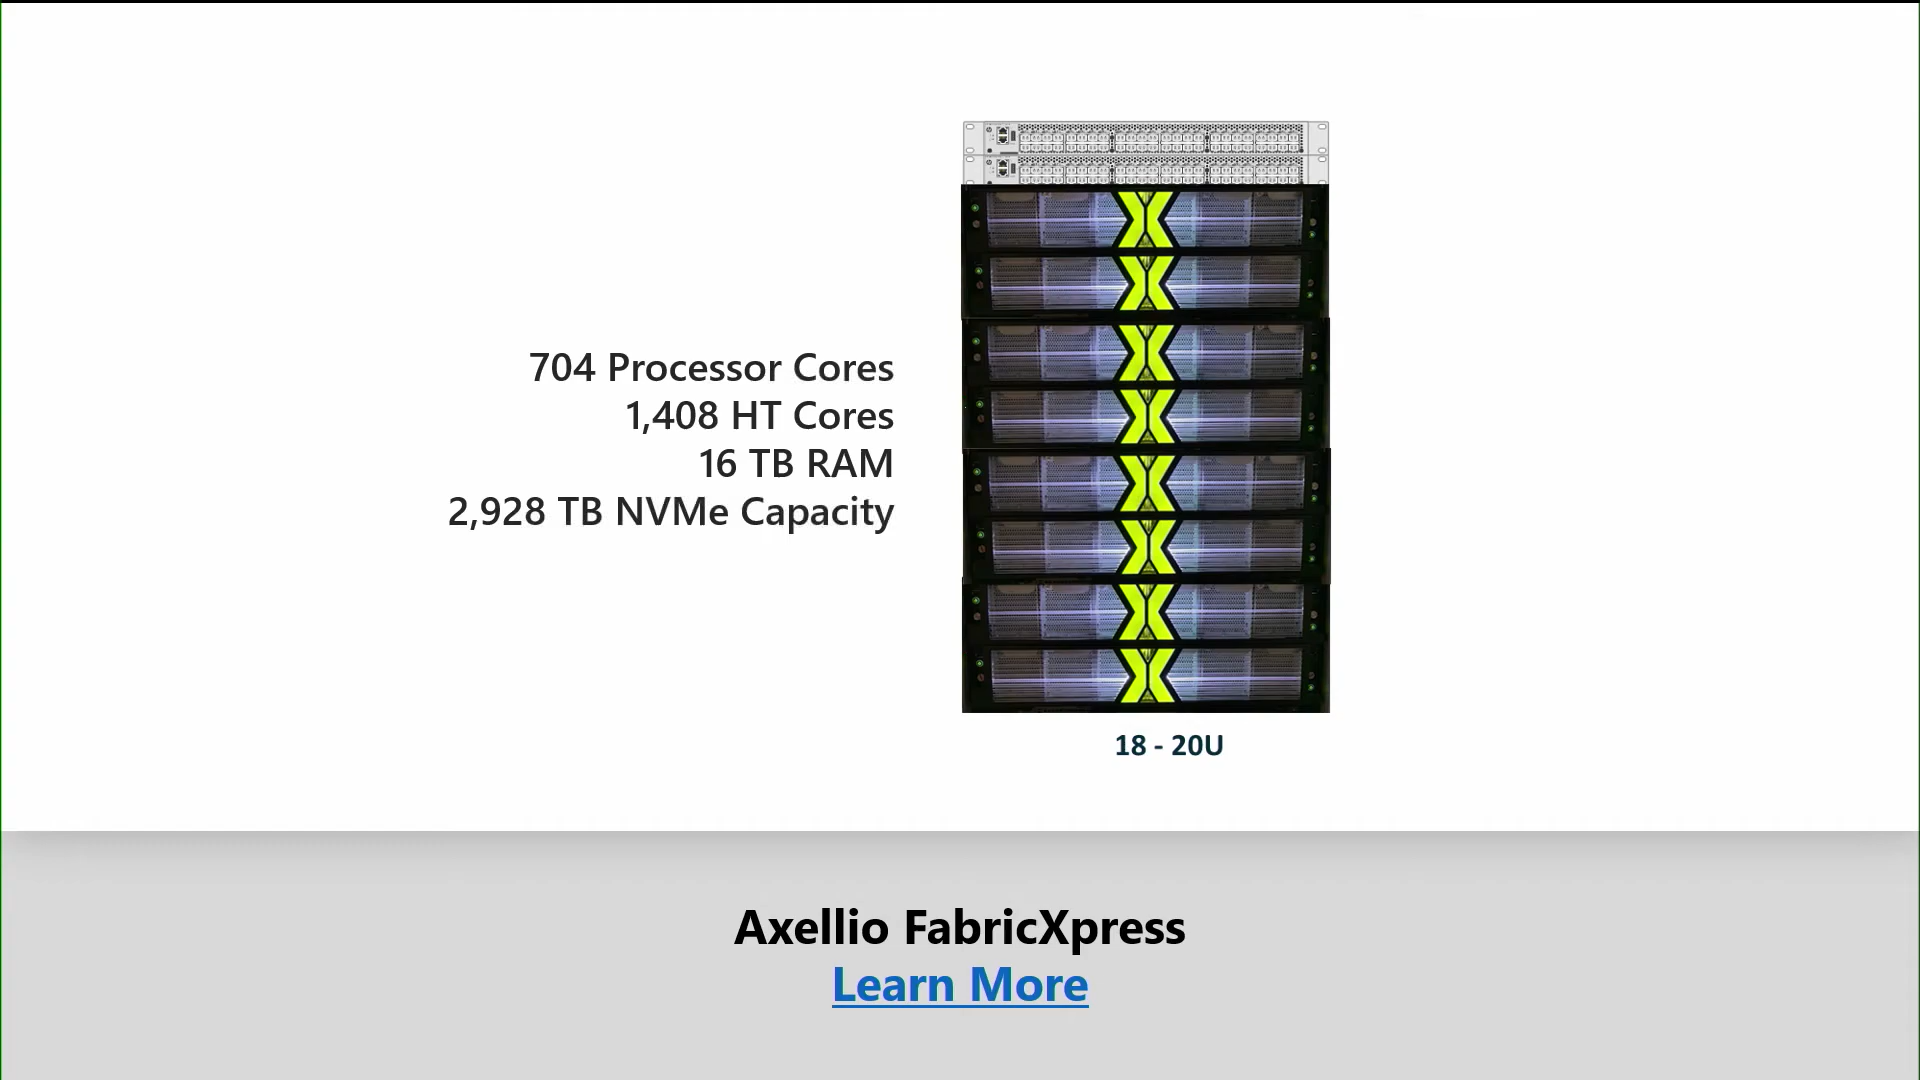 704 Processor Cores
1,408 HT Cores
16 TB RAM
2,928 TB NVMe Capacity
18 - 20U
Axellio FabricXpress
Learn More